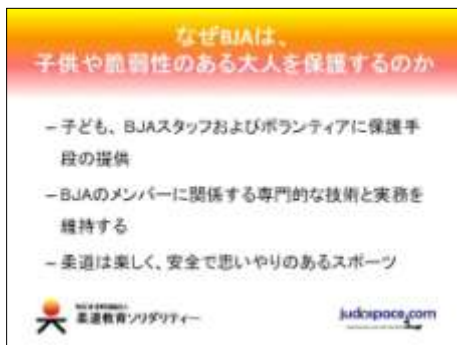 なぜBJAは、
子供や脆弱性のある大人を保護するのか
– 子ども、BJAスタッフおよびボランティアに保護手
段の提供
– BJAのメンバーに関係する専門的な技術と実務を
維持する
– 柔道は楽しく、安全で思いやりのあるスポーツ
柔道教育ソリダリティー
judospace.com